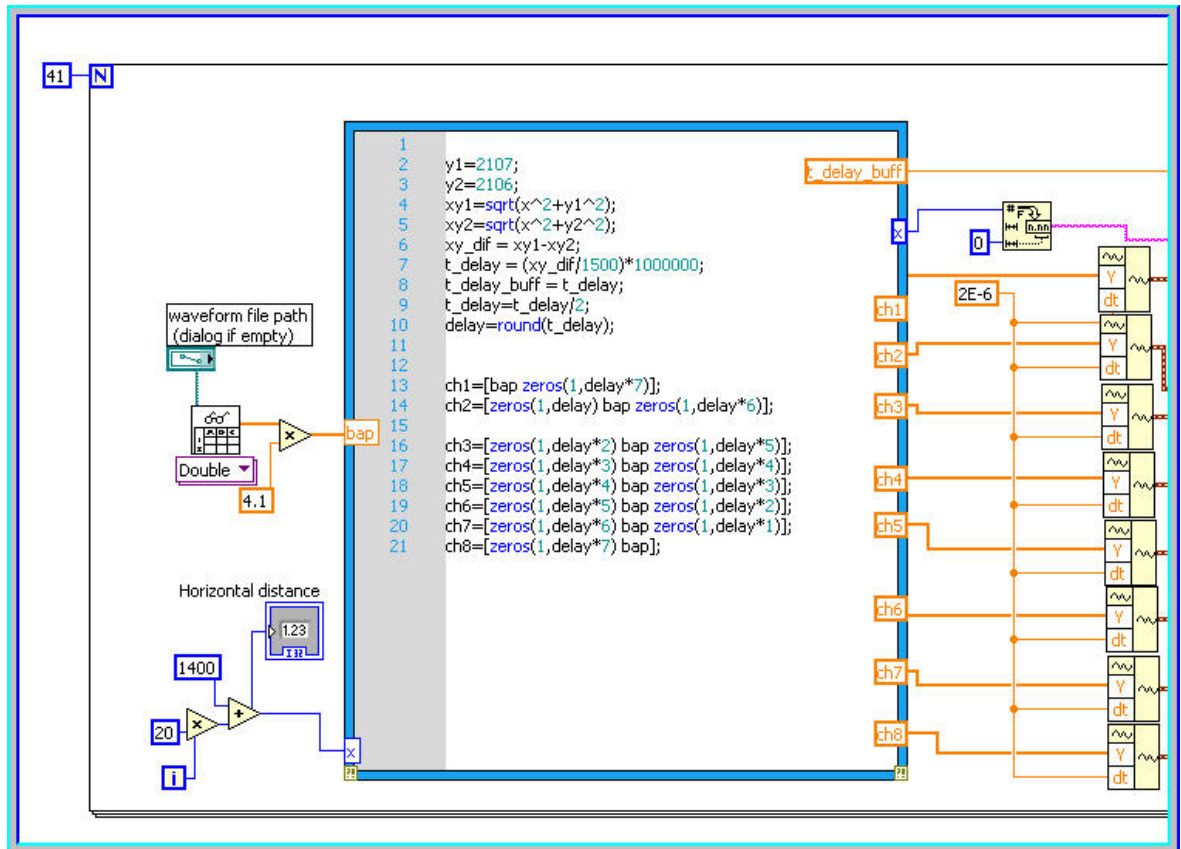 41
N
1
2 y1=2107;
3 y2=2106;
4 xy1=sqrt(x^2+y1^2);
5 xy2=sqrt(x^2+y2^2);
6 xy_dif = xy1-xy2;
7 t_delay = (xy_dif/1500)*1000000;
8 t_delay_buff = t_delay;
9 t_delay=t_delay/2;
10 delay=round(t_delay);
11
12
13 ch1=[bap zeros(1,delay*7)];
14 ch2=[zeros(1,delay) bap zeros(1,delay*6)];
15
16 ch3=[zeros(1,delay*2) bap zeros(1,delay*5)];
17 ch4=[zeros(1,delay*3) bap zeros(1,delay*4)];
18 ch5=[zeros(1,delay*4) bap zeros(1,delay*3)];
19 ch6=[zeros(1,delay*5) bap zeros(1,delay*2)];
20 ch7=[zeros(1,delay*6) bap zeros(1,delay*1)];
21 ch8=[zeros(1,delay*7) bap];
waveform file path
(dialog if empty)
Double
4.1
bap
Horizontal distance
1.23
I32
1400
20
i
x
t_delay_buff
x
ch1
ch2
ch3
ch4
ch5
ch6
ch7
ch8
# F
n.nn
0
2E-6
Y
dt
Y
dt
Y
dt
Y
dt
Y
dt
Y
dt
Y
dt
Y
dt